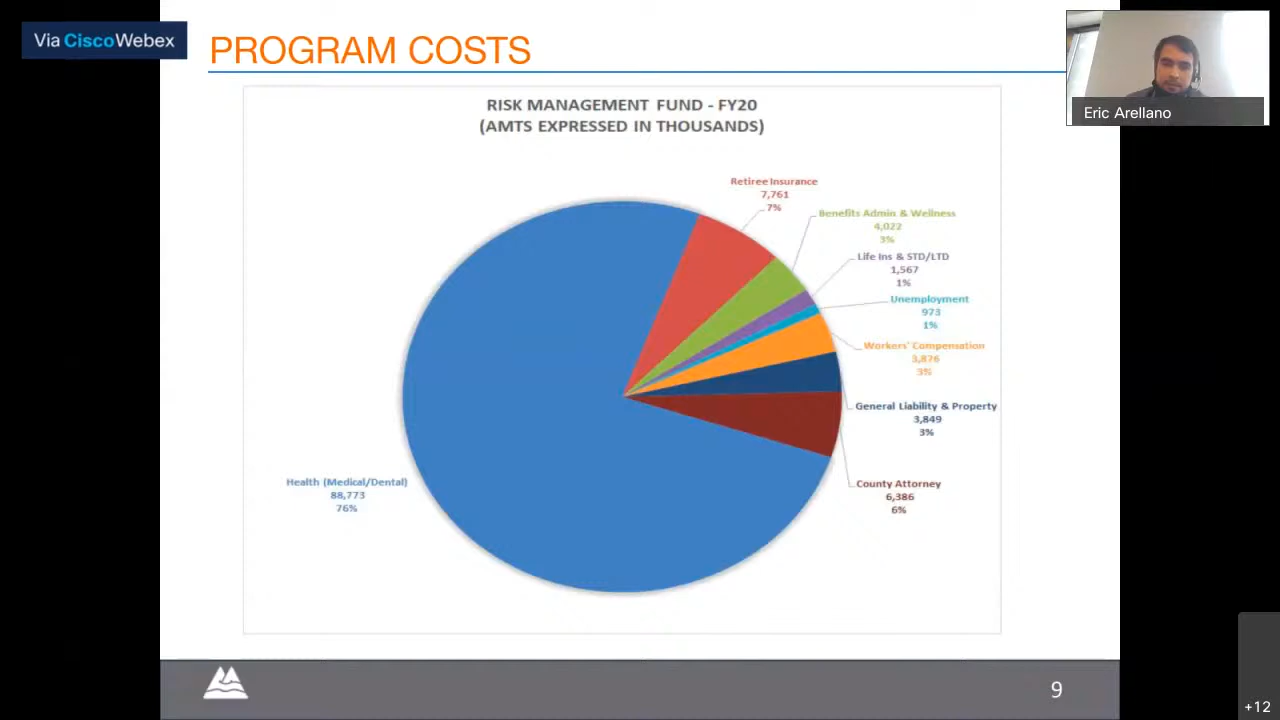 Via Cisco Webex
PROGRAM COSTS
Eric Arellano
RISK MANAGEMENT FUND - FY20
(AMTS EXPRESSED IN THOUSANDS)
Retiree Insurance
7,761
7%
Benefits Admin & Wellness
4,022
3%
Life Ins & STD/LTD
1,567
1%
Unemployment
973
1%
Workers' Compensation
3,876
3%
General Liability & Property
3,849
3%
County Attorney
6,386
6%
Health (Medical/Dental)
88,773
76%
9
+12